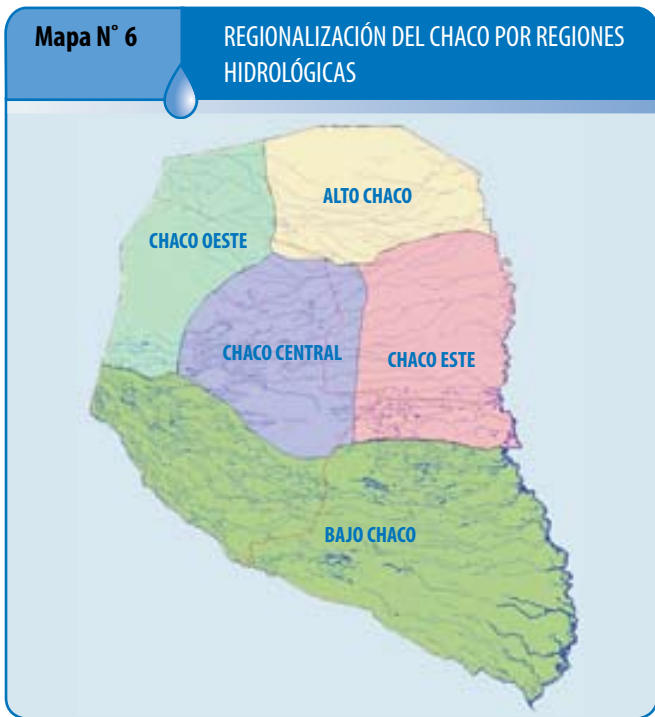 Mapa N° 6
REGIONALIZACIÓN DEL CHACO POR REGIONES
HIDROLÓGICAS
ALTO CHACO
CHACO OESTE
CHACO CENTRAL
CHACO ESTE
BAJO CHACO